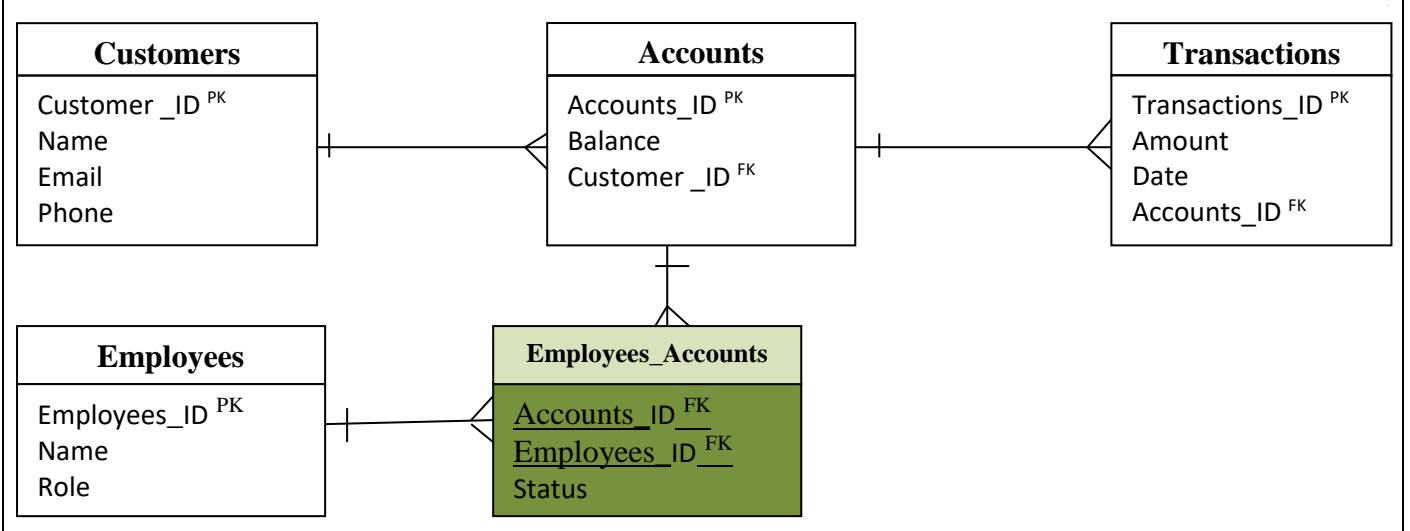 Customers
Customer _ID PK
Name
Email
Phone
Accounts
Accounts_ID PK
Balance
Customer _ID FK
Transactions
Transactions_ID PK
Amount
Date
Accounts_ID FK
Employees
Employees_ID PK
Name
Role
Employees_Accounts
Accounts_ID FK
Employees_ID FK
Status